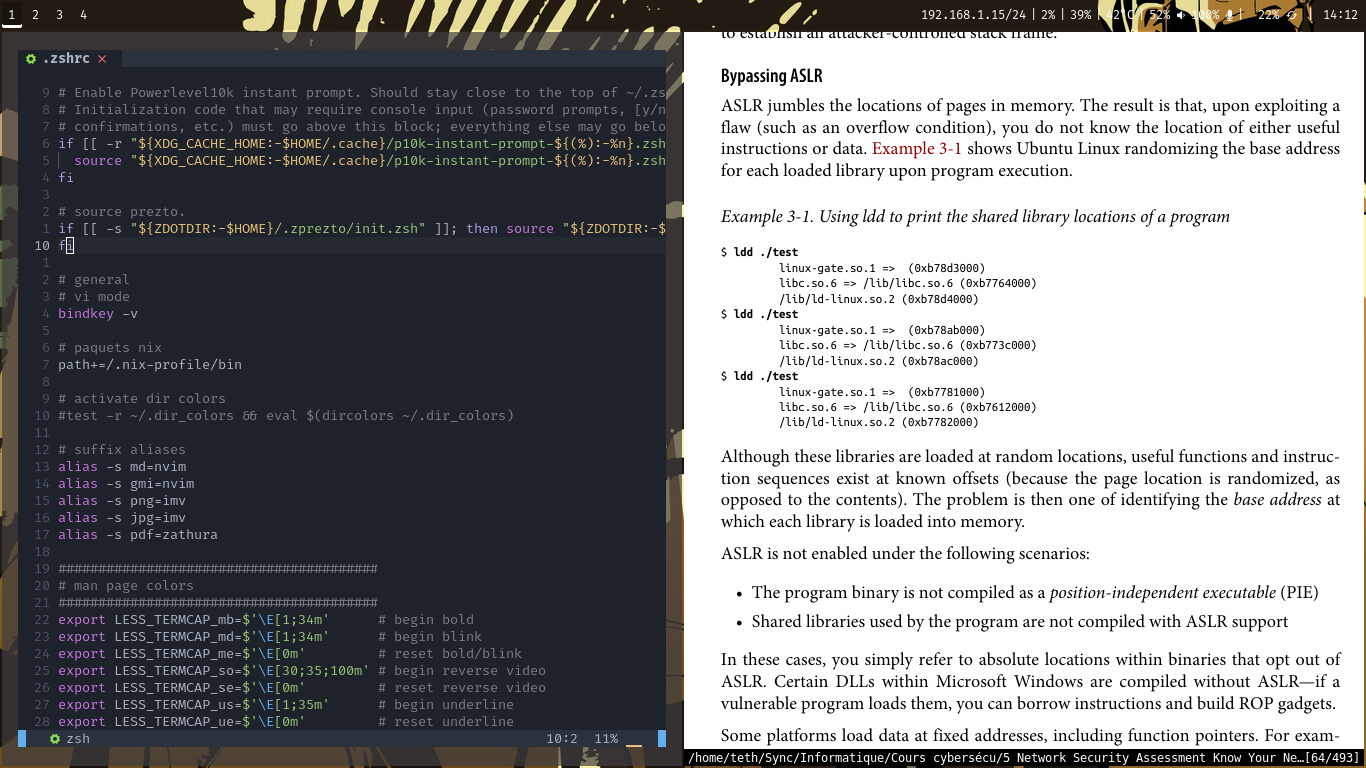 1 2 3 4
192.168.1.15/24 | 2% | 39% | 42°C | 52% 100% | 22% | 14:12
.zshrc ×
9 # Enable Powerlevel10k instant prompt. Should stay close to the top of ~/.zs
8 # Initialization code that may require console input (password prompts, [y/n
7 # confirmations, etc.) must go above this block; everything else may go belo
6 if [[ -r "${XDG_CACHE_HOME:-$HOME/.cache}/p10k-instant-prompt-${(%):-%n}.zsh
5 source "${XDG_CACHE_HOME:-$HOME/.cache}/p10k-instant-prompt-${(%):-%n}.zsh
4 fi
3
2 # source prezto.
1 if [[ -s "${ZDOTDIR:-$HOME}/.zprezto/init.zsh" ]]; then source "${ZDOTDIR:-$
10 fi
1
2 # general
3 # vi mode
4 bindkey -v
5
6 # paquets nix
7 path+=/.nix-profile/bin
8
9 # activate dir colors
10 #test -r ~/.dir_colors && eval $(dircolors ~/.dir_colors)
11
12 # suffix aliases
13 alias -s md=nvim
14 alias -s gmi=nvim
15 alias -s png=imv
16 alias -s jpg=imv
17 alias -s pdf=zathura
18
19 ########################################
20 # man page colors
21 ########################################
22 export LESS_TERMCAP_mb=$'\E[1;34m' # begin bold
23 export LESS_TERMCAP_md=$'\E[1;34m' # begin blink
24 export LESS_TERMCAP_me=$'\E[0m' # reset bold/blink
25 export LESS_TERMCAP_so=$'\E[30;35;100m' # begin reverse video
26 export LESS_TERMCAP_se=$'\E[0m' # reset reverse video
27 export LESS_TERMCAP_us=$'\E[1;35m' # begin underline
28 export LESS_TERMCAP_ue=$'\E[0m' # reset underline
zsh 10:2 11%
to establish an attacker-controlled stack frame.
Bypassing ASLR
ASLR jumbles the locations of pages in memory. The result is that, upon exploiting a
flaw (such as an overflow condition), you do not know the location of either useful
instructions or data. Example 3-1 shows Ubuntu Linux randomizing the base address
for each loaded library upon program execution.
Example 3-1. Using ldd to print the shared library locations of a program
$ ldd ./test
linux-gate.so.1 => (0xb78d3000)
libc.so.6 => /lib/libc.so.6 (0xb7764000)
/lib/ld-linux.so.2 (0xb78d4000)
$ ldd ./test
linux-gate.so.1 => (0xb78ab000)
libc.so.6 => /lib/libc.so.6 (0xb773c000)
/lib/ld-linux.so.2 (0xb78ac000)
$ ldd ./test
linux-gate.so.1 => (0xb7781000)
libc.so.6 => /lib/libc.so.6 (0xb7612000)
/lib/ld-linux.so.2 (0xb7782000)
Although these libraries are loaded at random locations, useful functions and instruc-
tion sequences exist at known offsets (because the page location is randomized, as
opposed to the contents). The problem is then one of identifying the base address at
which each library is loaded into memory.
ASLR is not enabled under the following scenarios:
• The program binary is not compiled as a position-independent executable (PIE)
• Shared libraries used by the program are not compiled with ASLR support
In these cases, you simply refer to absolute locations within binaries that opt out of
ASLR. Certain DLLs within Microsoft Windows are compiled without ASLR—if a
vulnerable program loads them, you can borrow instructions and build ROP gadgets.
Some platforms load data at fixed addresses, including function pointers. For exam-
/home/teth/Sync/Informatique/Cours cybersécu/5 Network Security Assessment Know Your Ne…[64/493]